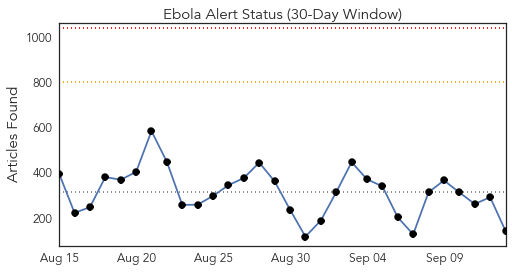 Ebola Alert Status (30-Day Window)
Articles Found
1000
800
600
400
200
Aug 15 Aug 20 Aug 25 Aug 30 Sep 04 Sep 09